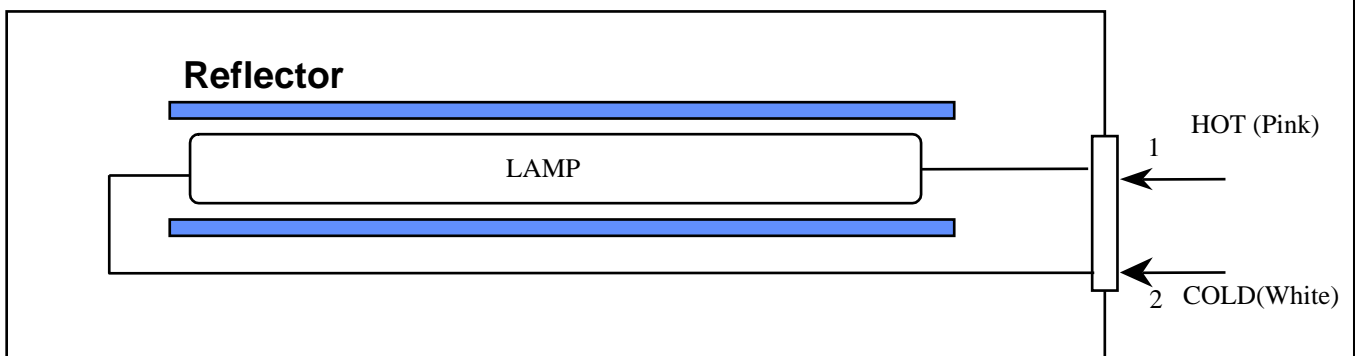 Reflector
LAMP
HOT (Pink)
1
2
COLD(White)